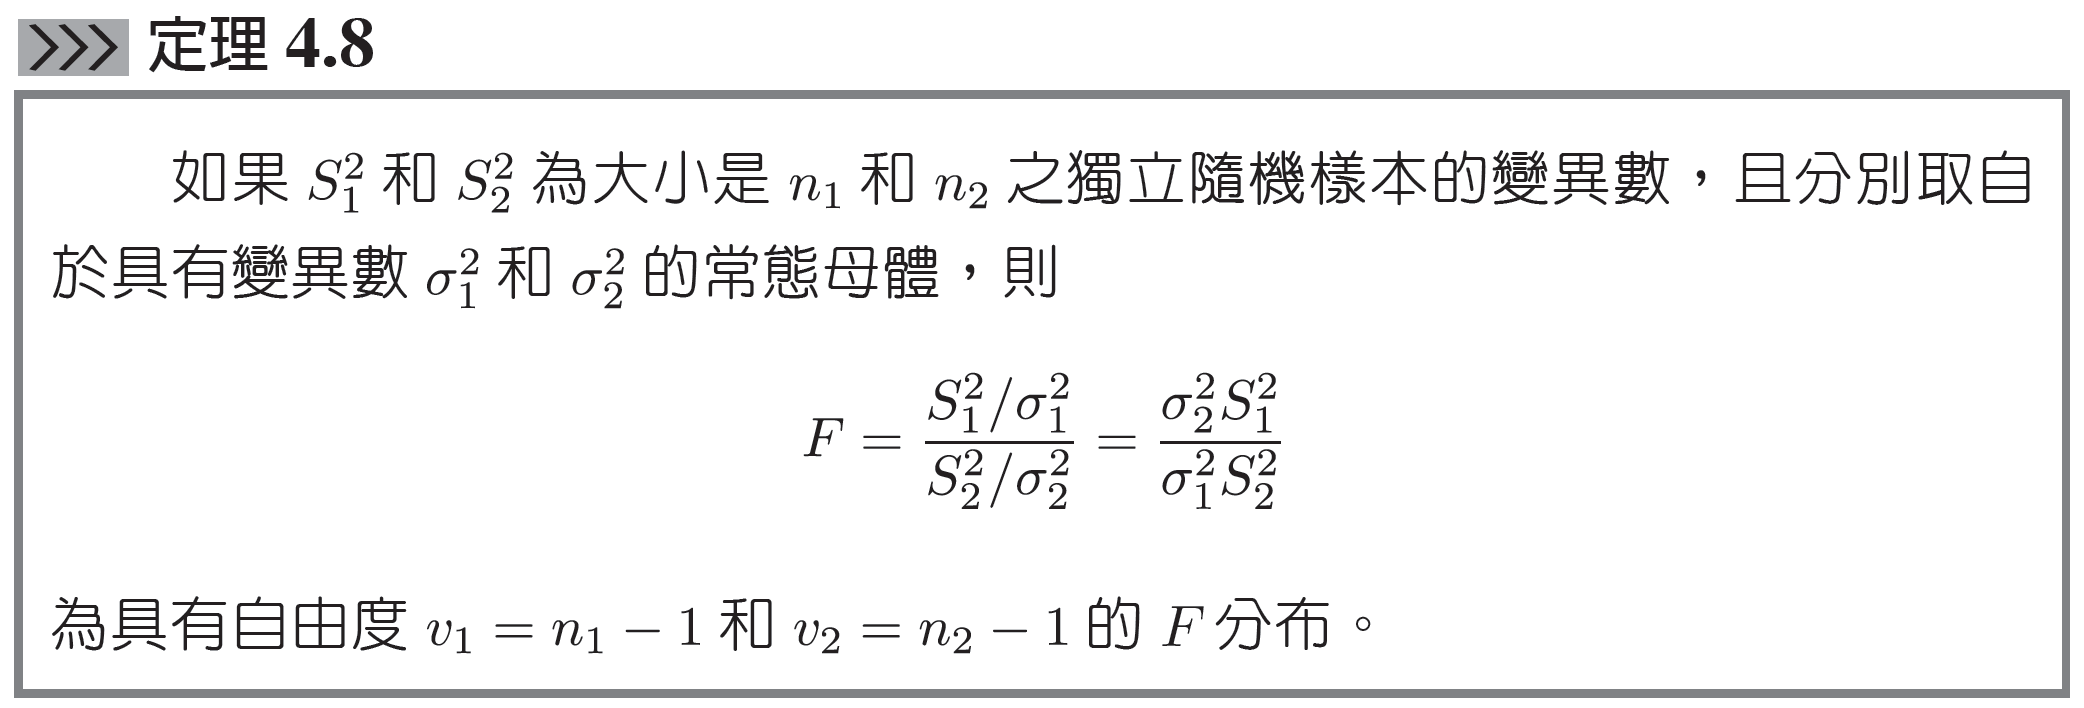 定理 4.8
如果 $S_1^2$ 和 $S_2^2$ 為大小是 $n_1$ 和 $n_2$ 之獨立隨機樣本的變異數，且分別取自
於具有變異數 $\sigma_1^2$ 和 $\sigma_2^2$ 的常態母體，則
$F = \frac{S_1^2/\sigma_1^2}{S_2^2/\sigma_2^2} = \frac{\sigma_2^2 S_1^2}{\sigma_1^2 S_2^2}$
為具有自由度 $v_1 = n_1 - 1$ 和 $v_2 = n_2 - 1$ 的 $F$ 分布。